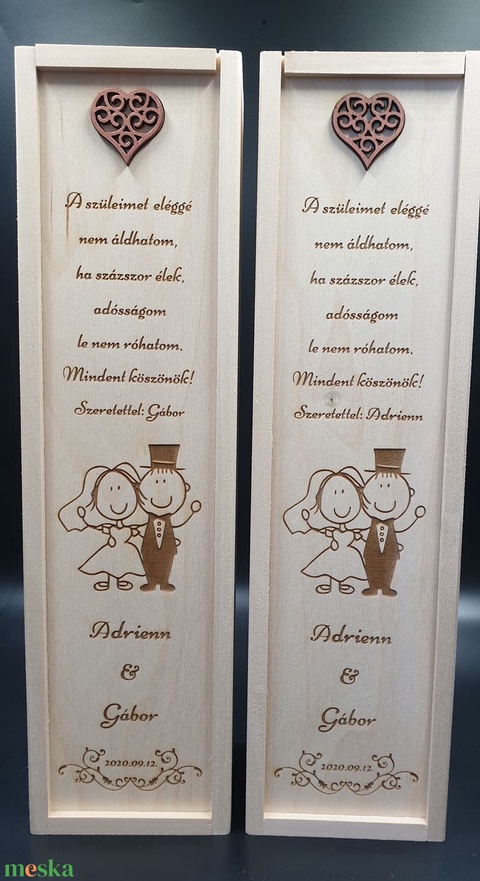 A szüleimet eléggé
nem áldhatom,
ha százszor élek,
adósságom
le nem róhatom.
Mindent köszönök!
Szeretettel: Gábor
Adrienn
&
Gábor
2020.09.12.
A szüleimet eléggé
nem áldhatom,
ha százszor élek,
adósságom
le nem róhatom.
Mindent köszönök!
Szeretettel: Adrienn
Adrienn
&
Gábor
2020.09.12.
meska